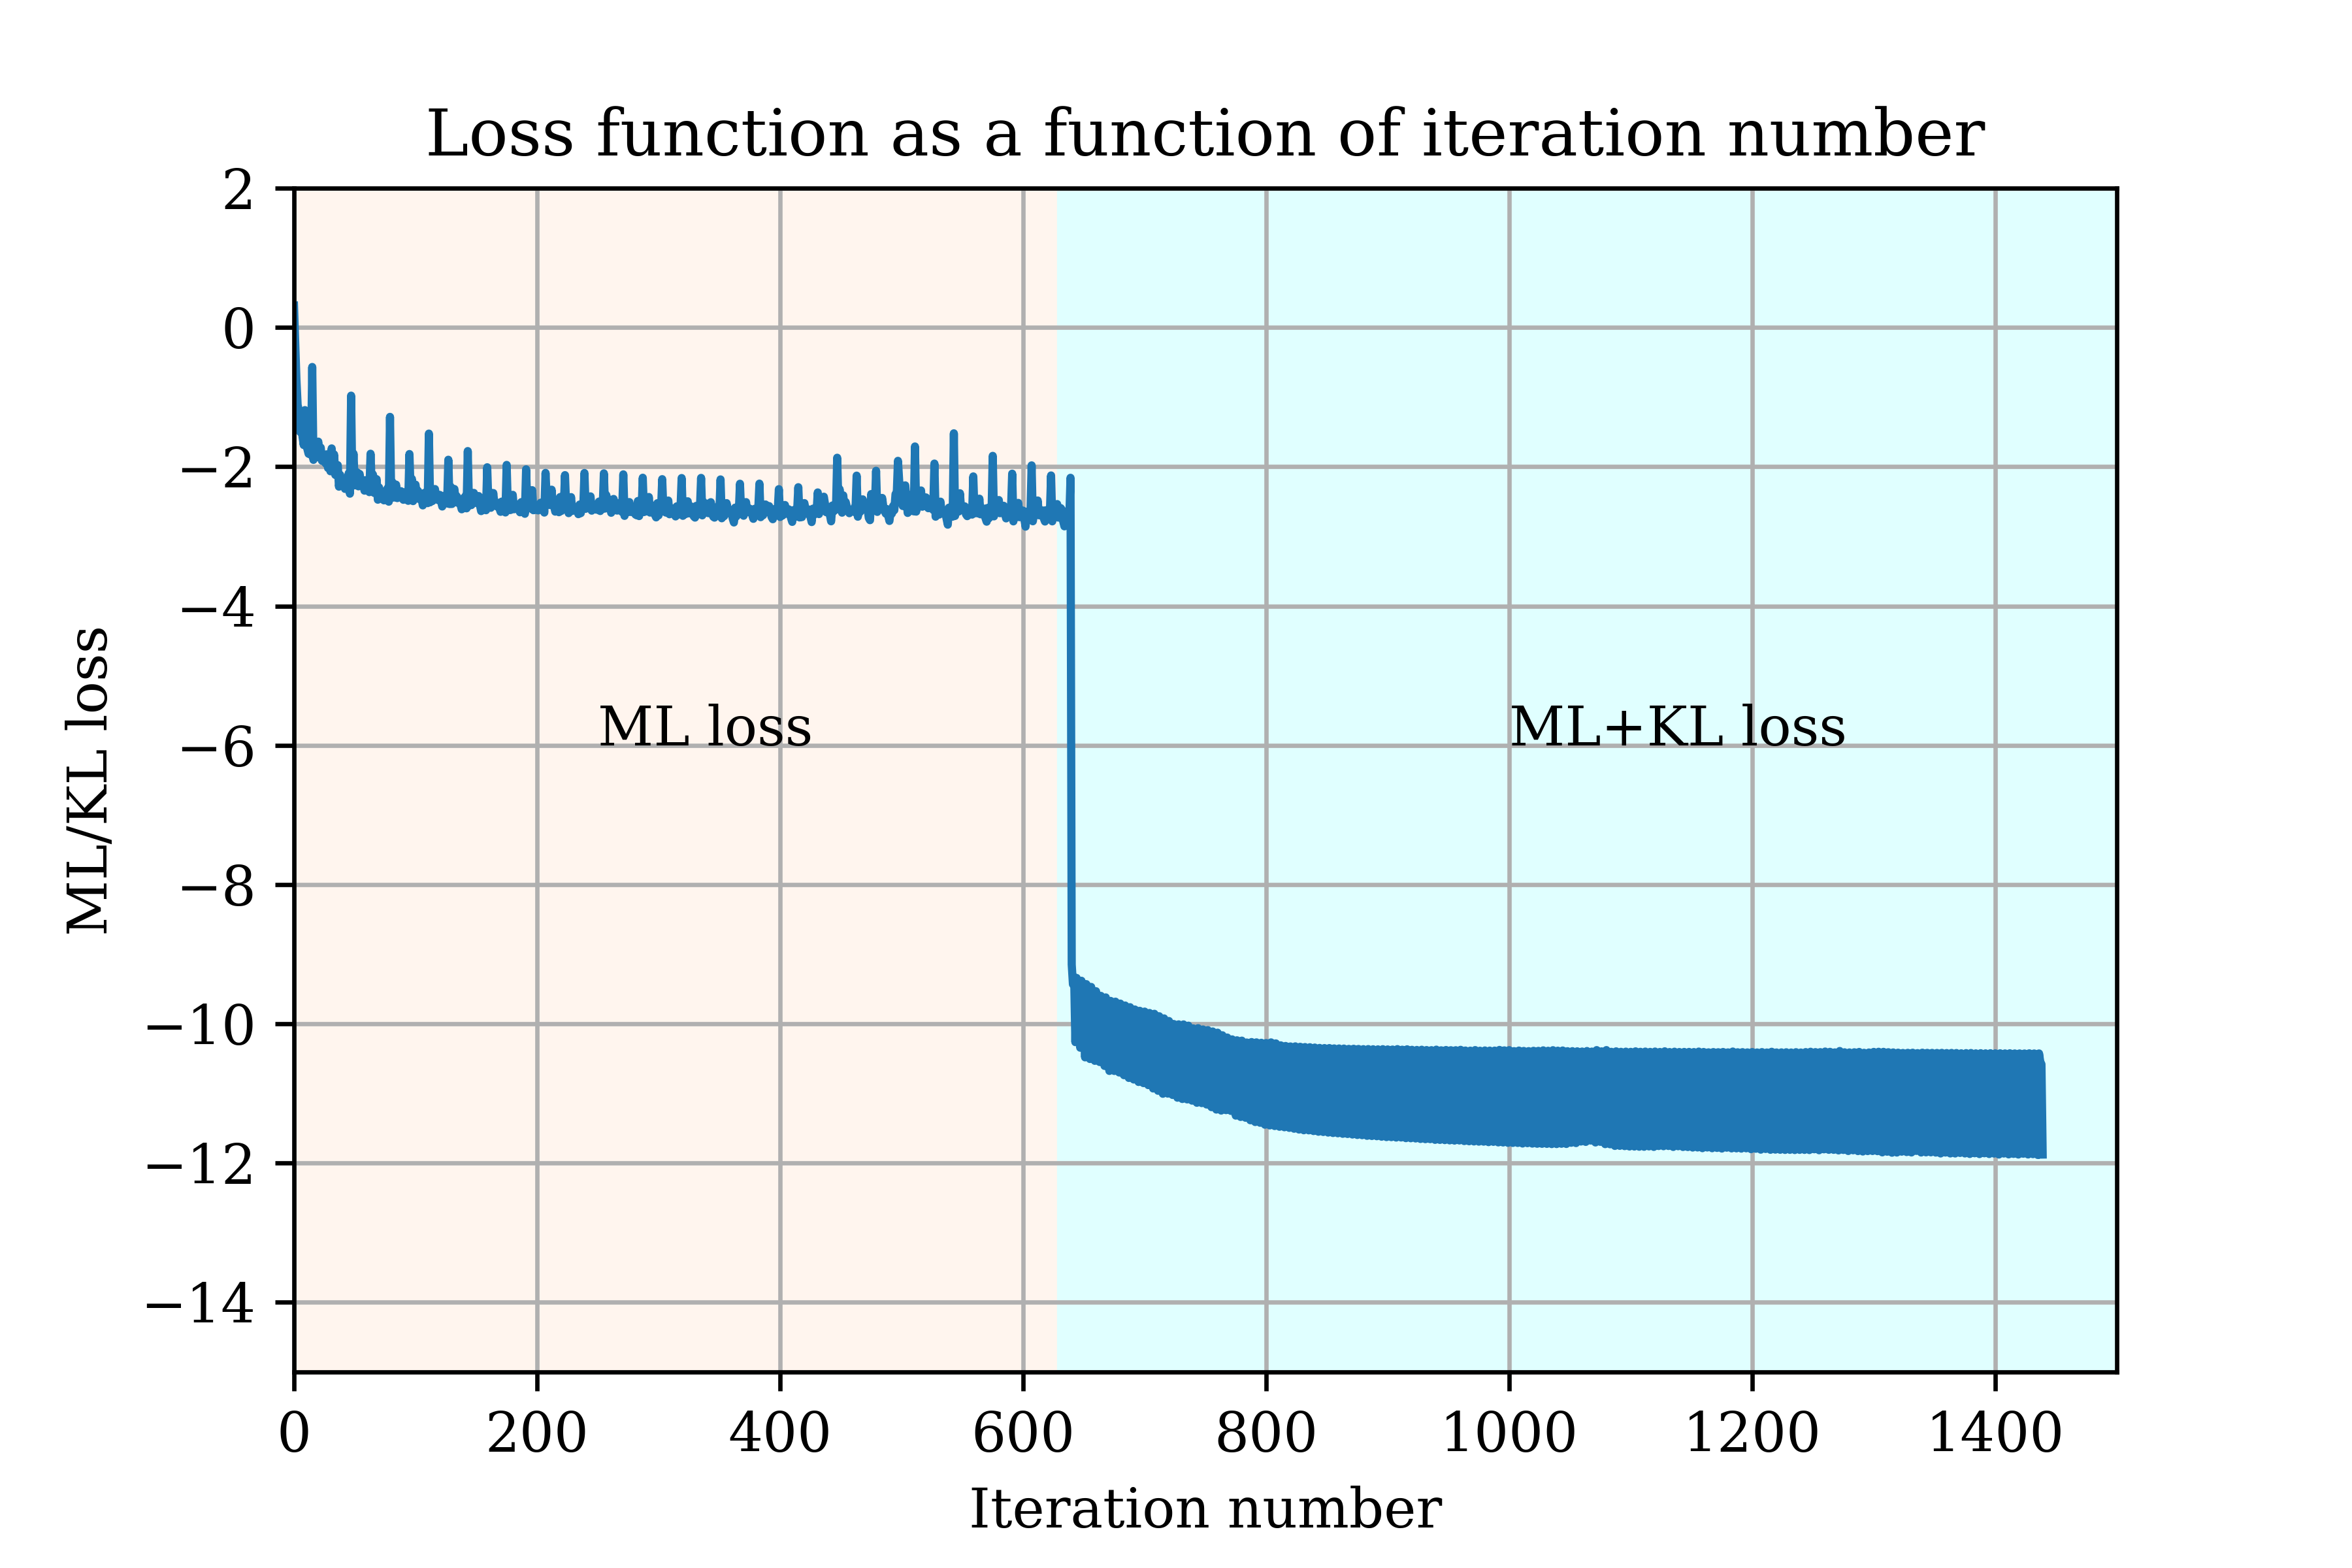 Loss function as a function of iteration number
2
0
−2
−4
−6
−8
−10
−12
−14
ML/KL loss
ML loss
ML+KL loss
0 200 400 600 800 1000 1200 1400
Iteration number